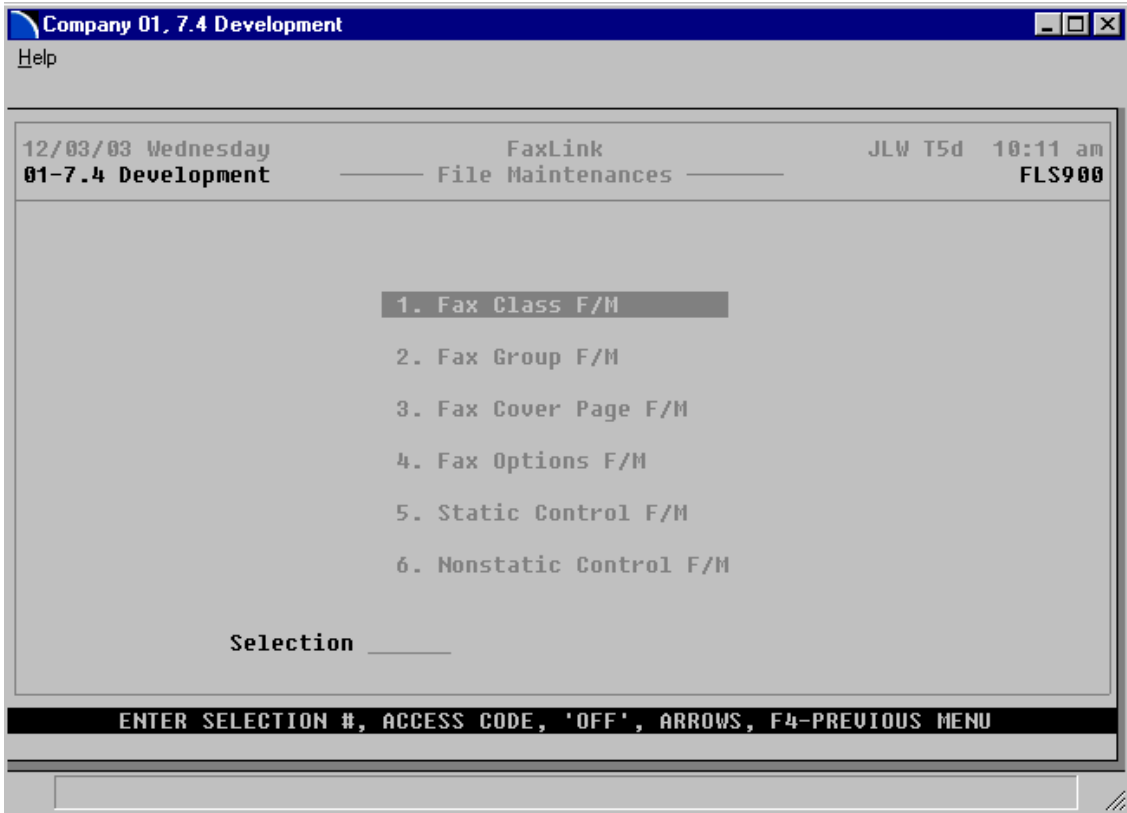 Company 01, 7.4 Development
Help
12/03/03 Wednesday FaxLink JLW T5d 10:11 am
01-7.4 Development File Maintenances FLS900
1. Fax Class F/M
2. Fax Group F/M
3. Fax Cover Page F/M
4. Fax Options F/M
5. Static Control F/M
6. Nonstatic Control F/M
Selection ______
ENTER SELECTION #, ACCESS CODE, 'OFF', ARROWS, F4-PREVIOUS MENU